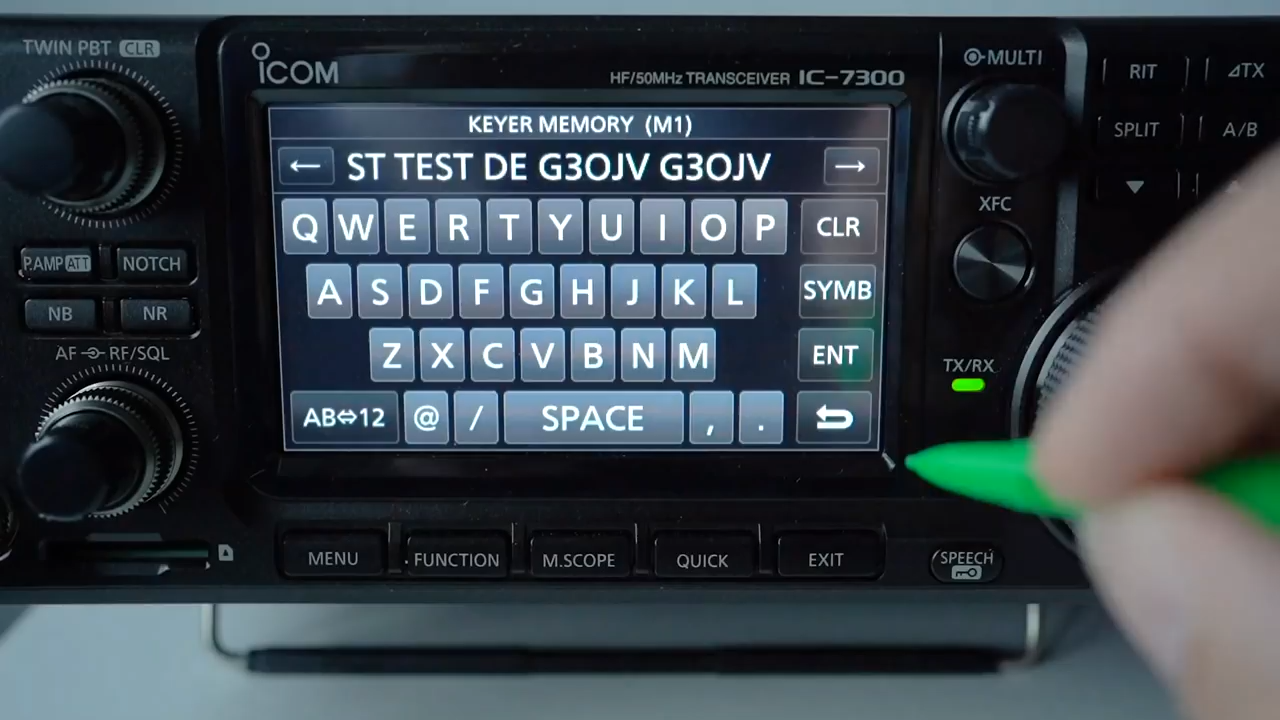 TWIN PBT CLR
ICOM
HF/50MHz TRANSCEIVER IC-7300
MULTI
RIT
⊿TX
KEYER MEMORY (M1)
← ST TEST DE G3OJV G3OJV →
SPLIT
A/B
Q W E R T Y U I O P CLR
XFC
▼
P.AMP ATT
NOTCH
A S D F G H J K L SYMB
NB
NR
Z X C V B N M ENT
AF RF/SQL
TX/RX
AB⇔12 @ / SPACE , .
MENU
FUNCTION
M.SCOPE
QUICK
EXIT
SPEECH